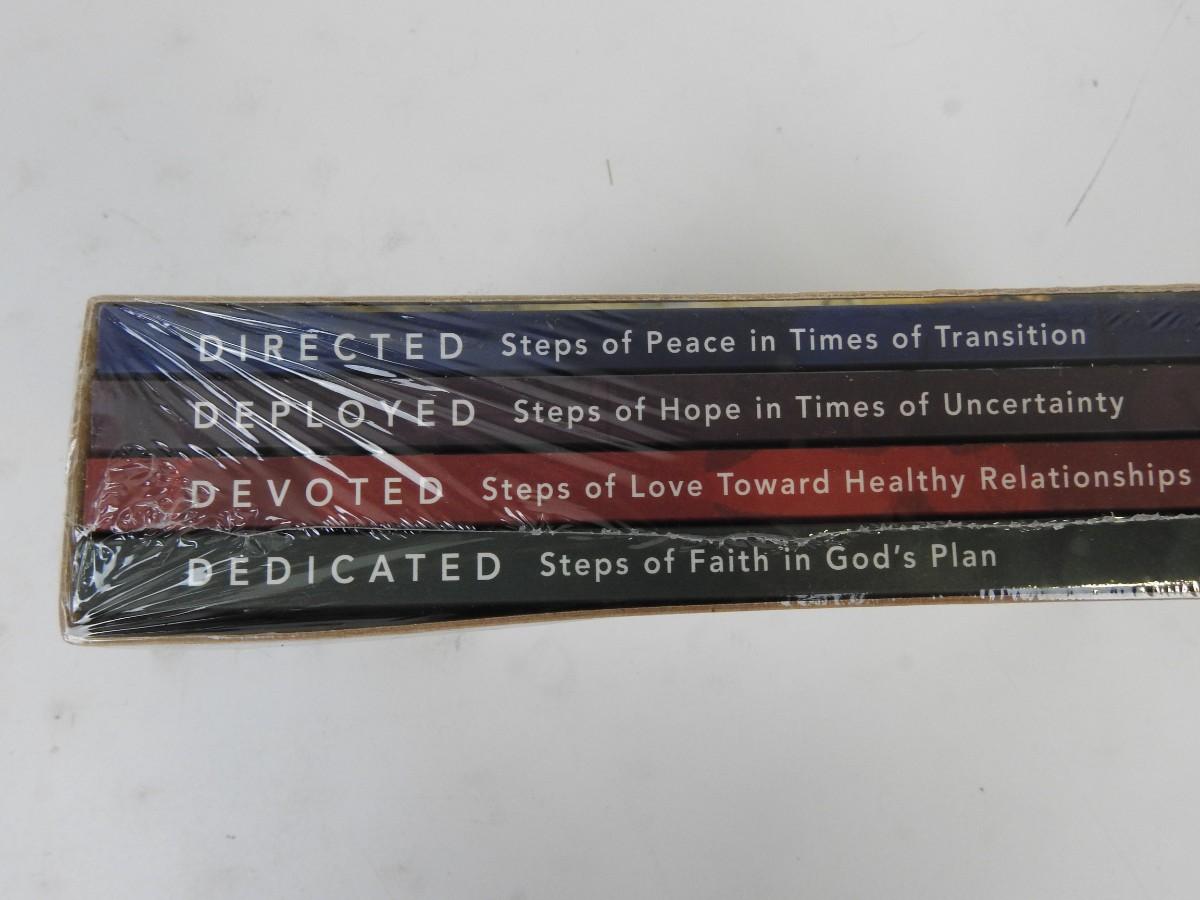 DIRECTED Steps of Peace in Times of Transition
DEPLOYED Steps of Hope in Times of Uncertainty
DEVOTED Steps of Love Toward Healthy Relationships
DEDICATED Steps of Faith in God's Plan